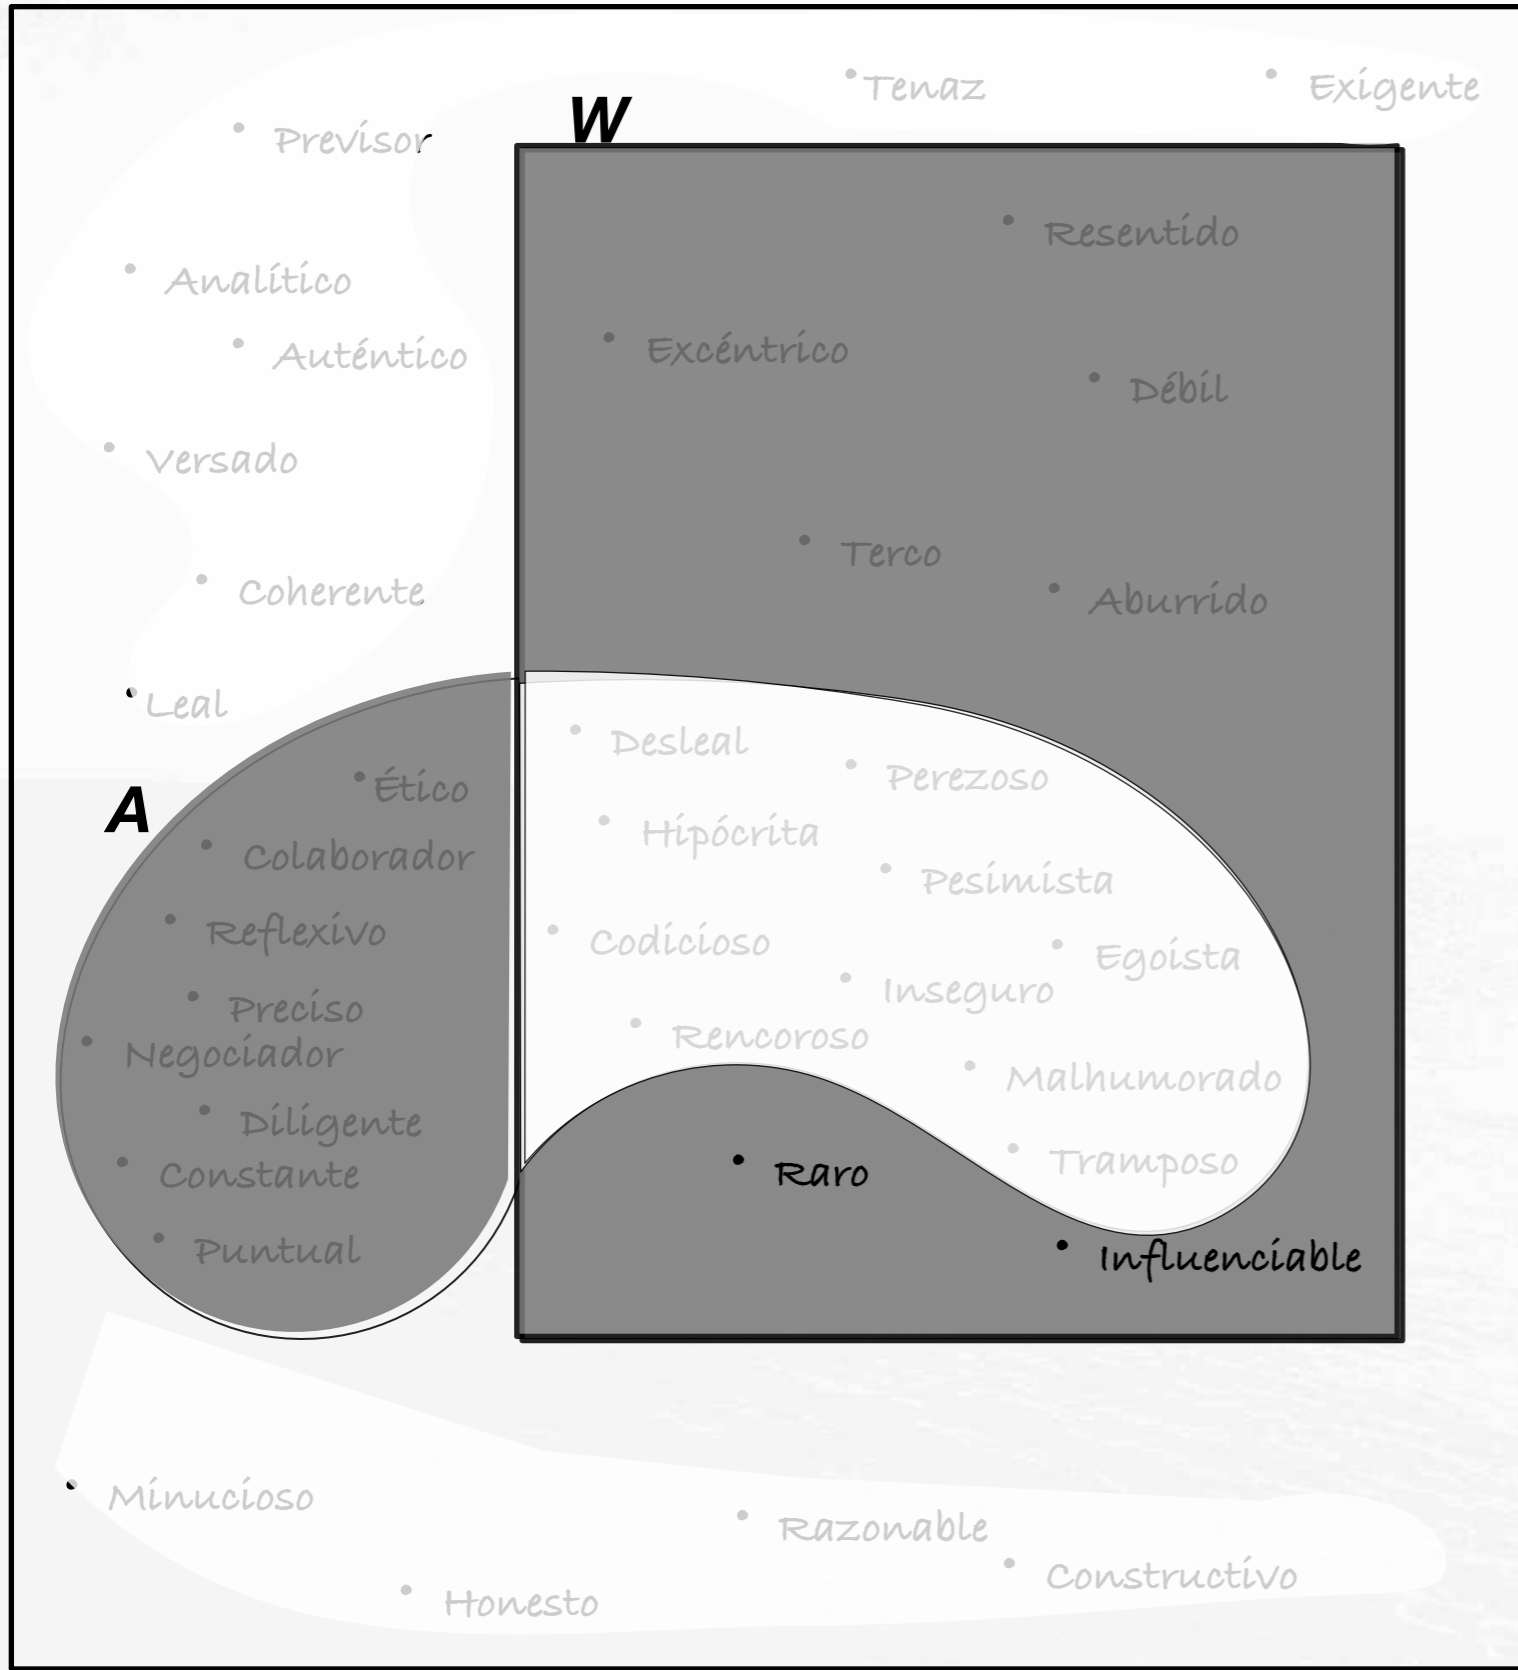 Tenaz
Exigente
W
Previsor
Resentido
Analítico
Excéntrico
Auténtico
Débil
Versado
Terco
Coherente
Aburrido
Leal
Desleal
Perezoso
Ético
A
Hipócrita
Colaborador
Pesimista
Reflexivo
Codicioso
Egoísta
Inseguro
Preciso
Rencoroso
Negociador
Malhumorado
Diligente
Tramposo
Constante
Raro
Puntual
Influenciable
Minucioso
Razonable
Constructivo
Honesto